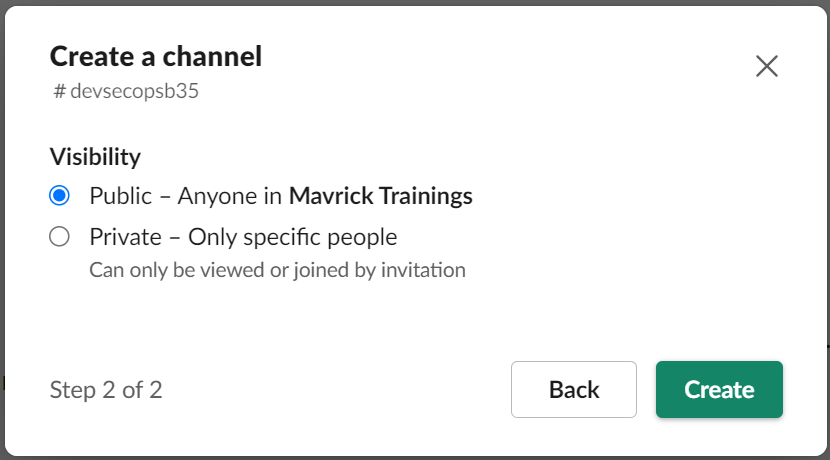 Create a channel
# devsecopsb35
Visibility
Public – Anyone in Mavrick Trainings
Private – Only specific people
Can only be viewed or joined by invitation
Step 2 of 2
Back
Create